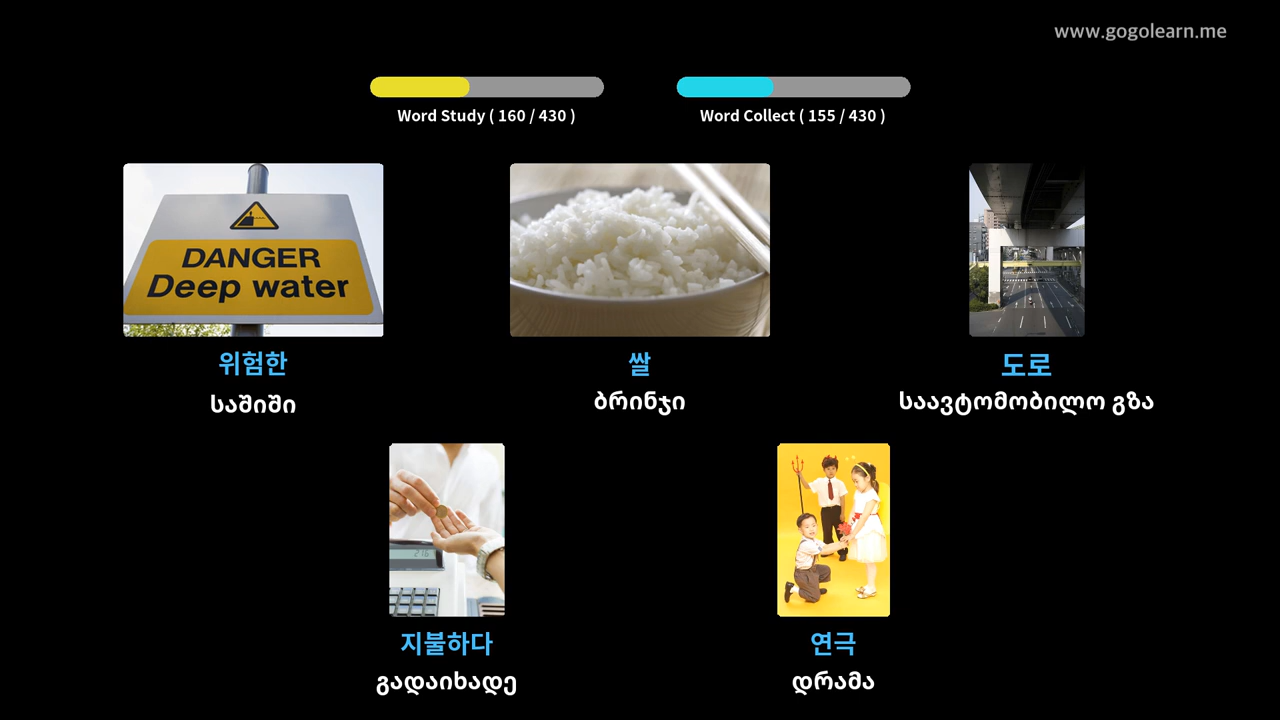 www.gogolearn.me
Word Study ( 160 / 430 )
Word Collect ( 155 / 430 )
DANGER
Deep water
위험한
საშიში
쌀
ბრინჯი
도로
საავტომობილო გზა
216
지불하다
გადაიხადე
연극
დრამა